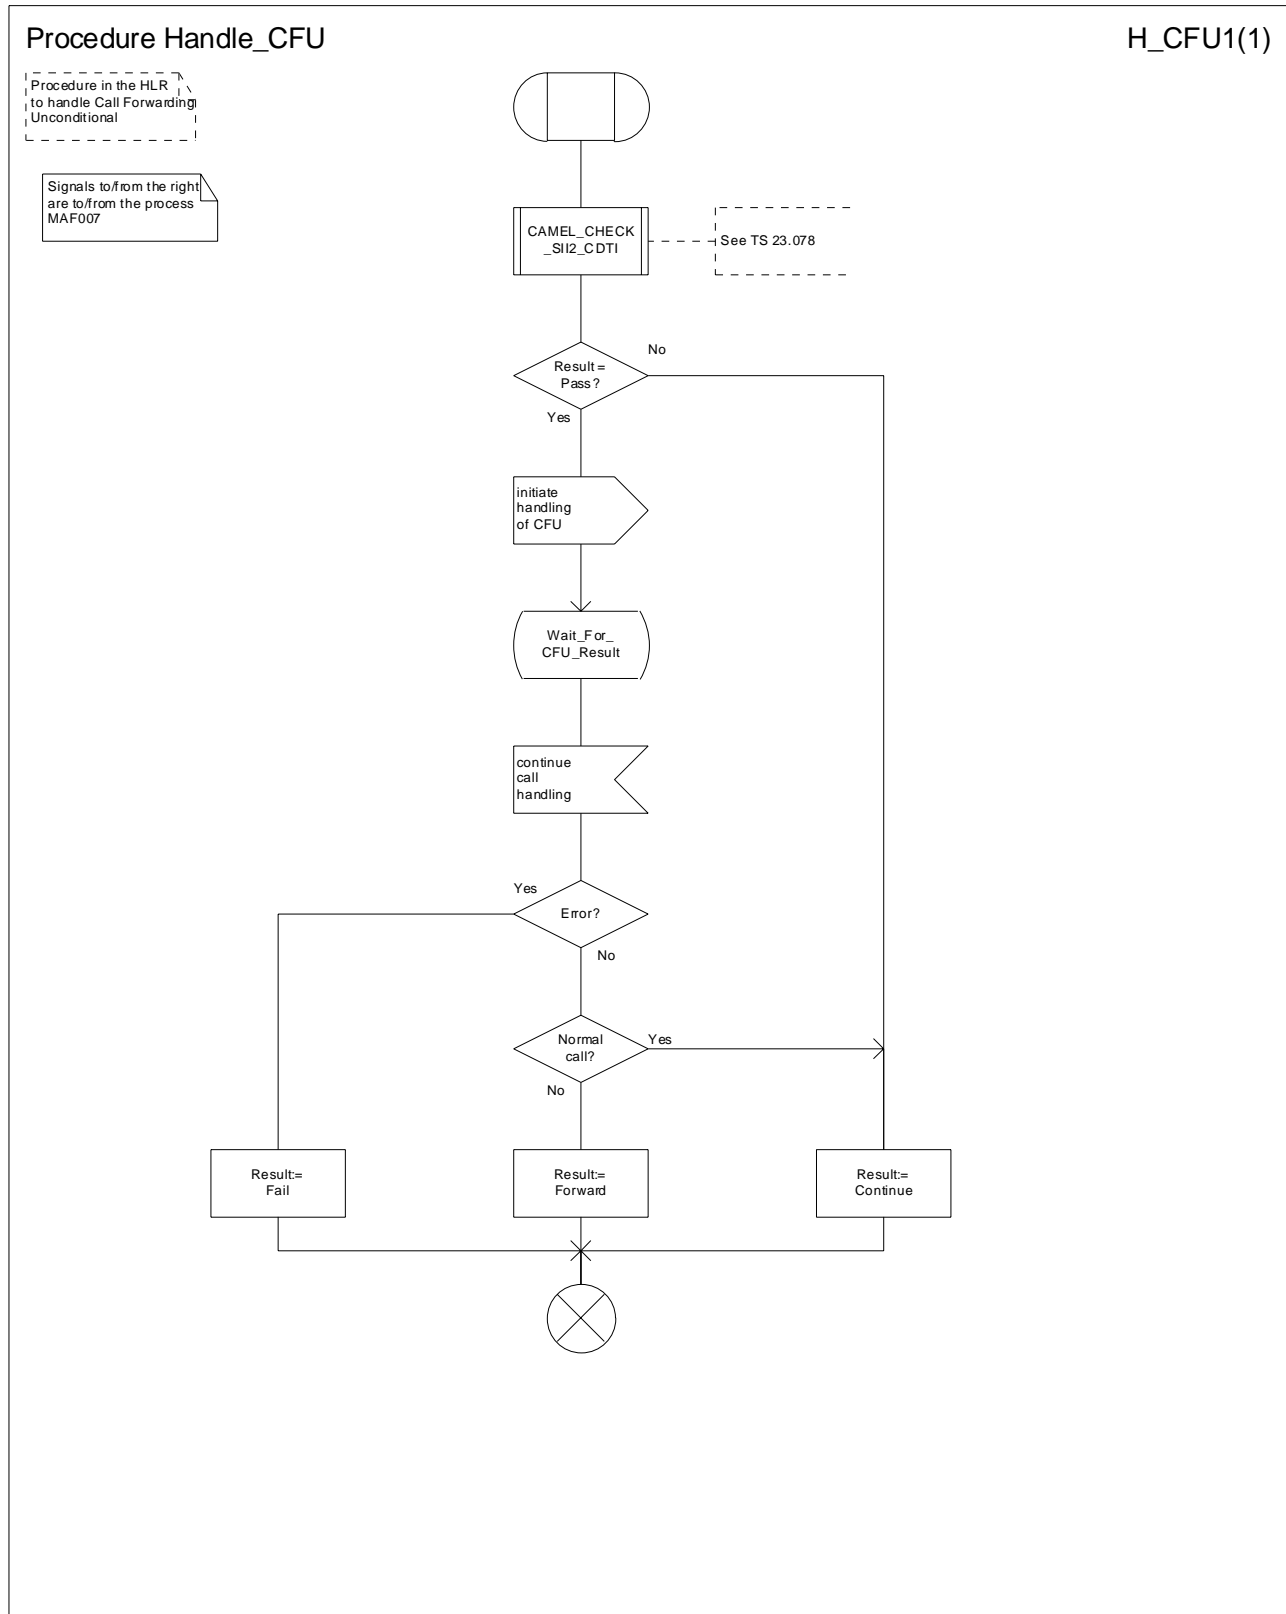 Procedure Handle_CFU
H_CFU1(1)
Procedure in the HLR
to handle Call Forwarding
Unconditional
Signals to/from the right
are to/from the process
MAF007
CAMEL_CHECK
_SII2_CDTI
See TS 23.078
No
Result =
Pass?
Yes
initiate
handling
of CFU
Wait_For_
CFU_Result
continue
call
handling
Yes
Error?
No
Normal
call?
Yes
No
Result:=
Fail
Result:=
Forward
Result:=
Continue